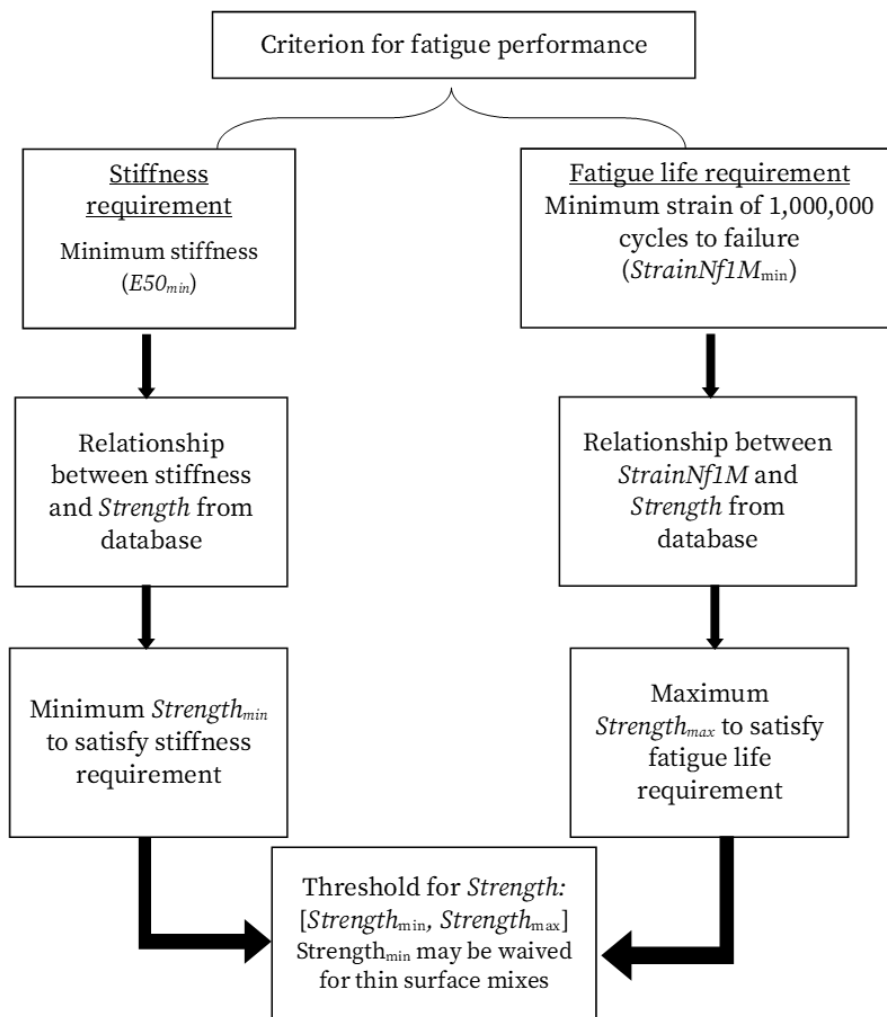 Criterion for fatigue performance
Stiffness
requirement
Minimum stiffness
(E50min)
Fatigue life requirement
Minimum strain of 1,000,000
cycles to failure
(StrainNf1Mmin)
Relationship
between stiffness
and Strength from
database
Relationship between
StrainNf1M and
Strength from
database
Minimum Strengthmin
to satisfy stiffness
requirement
Maximum
Strengthmax to satisfy
fatigue life
requirement
Threshold for Strength:
[Strengthmin, Strengthmax]
Strengthmin may be waived
for thin surface mixes